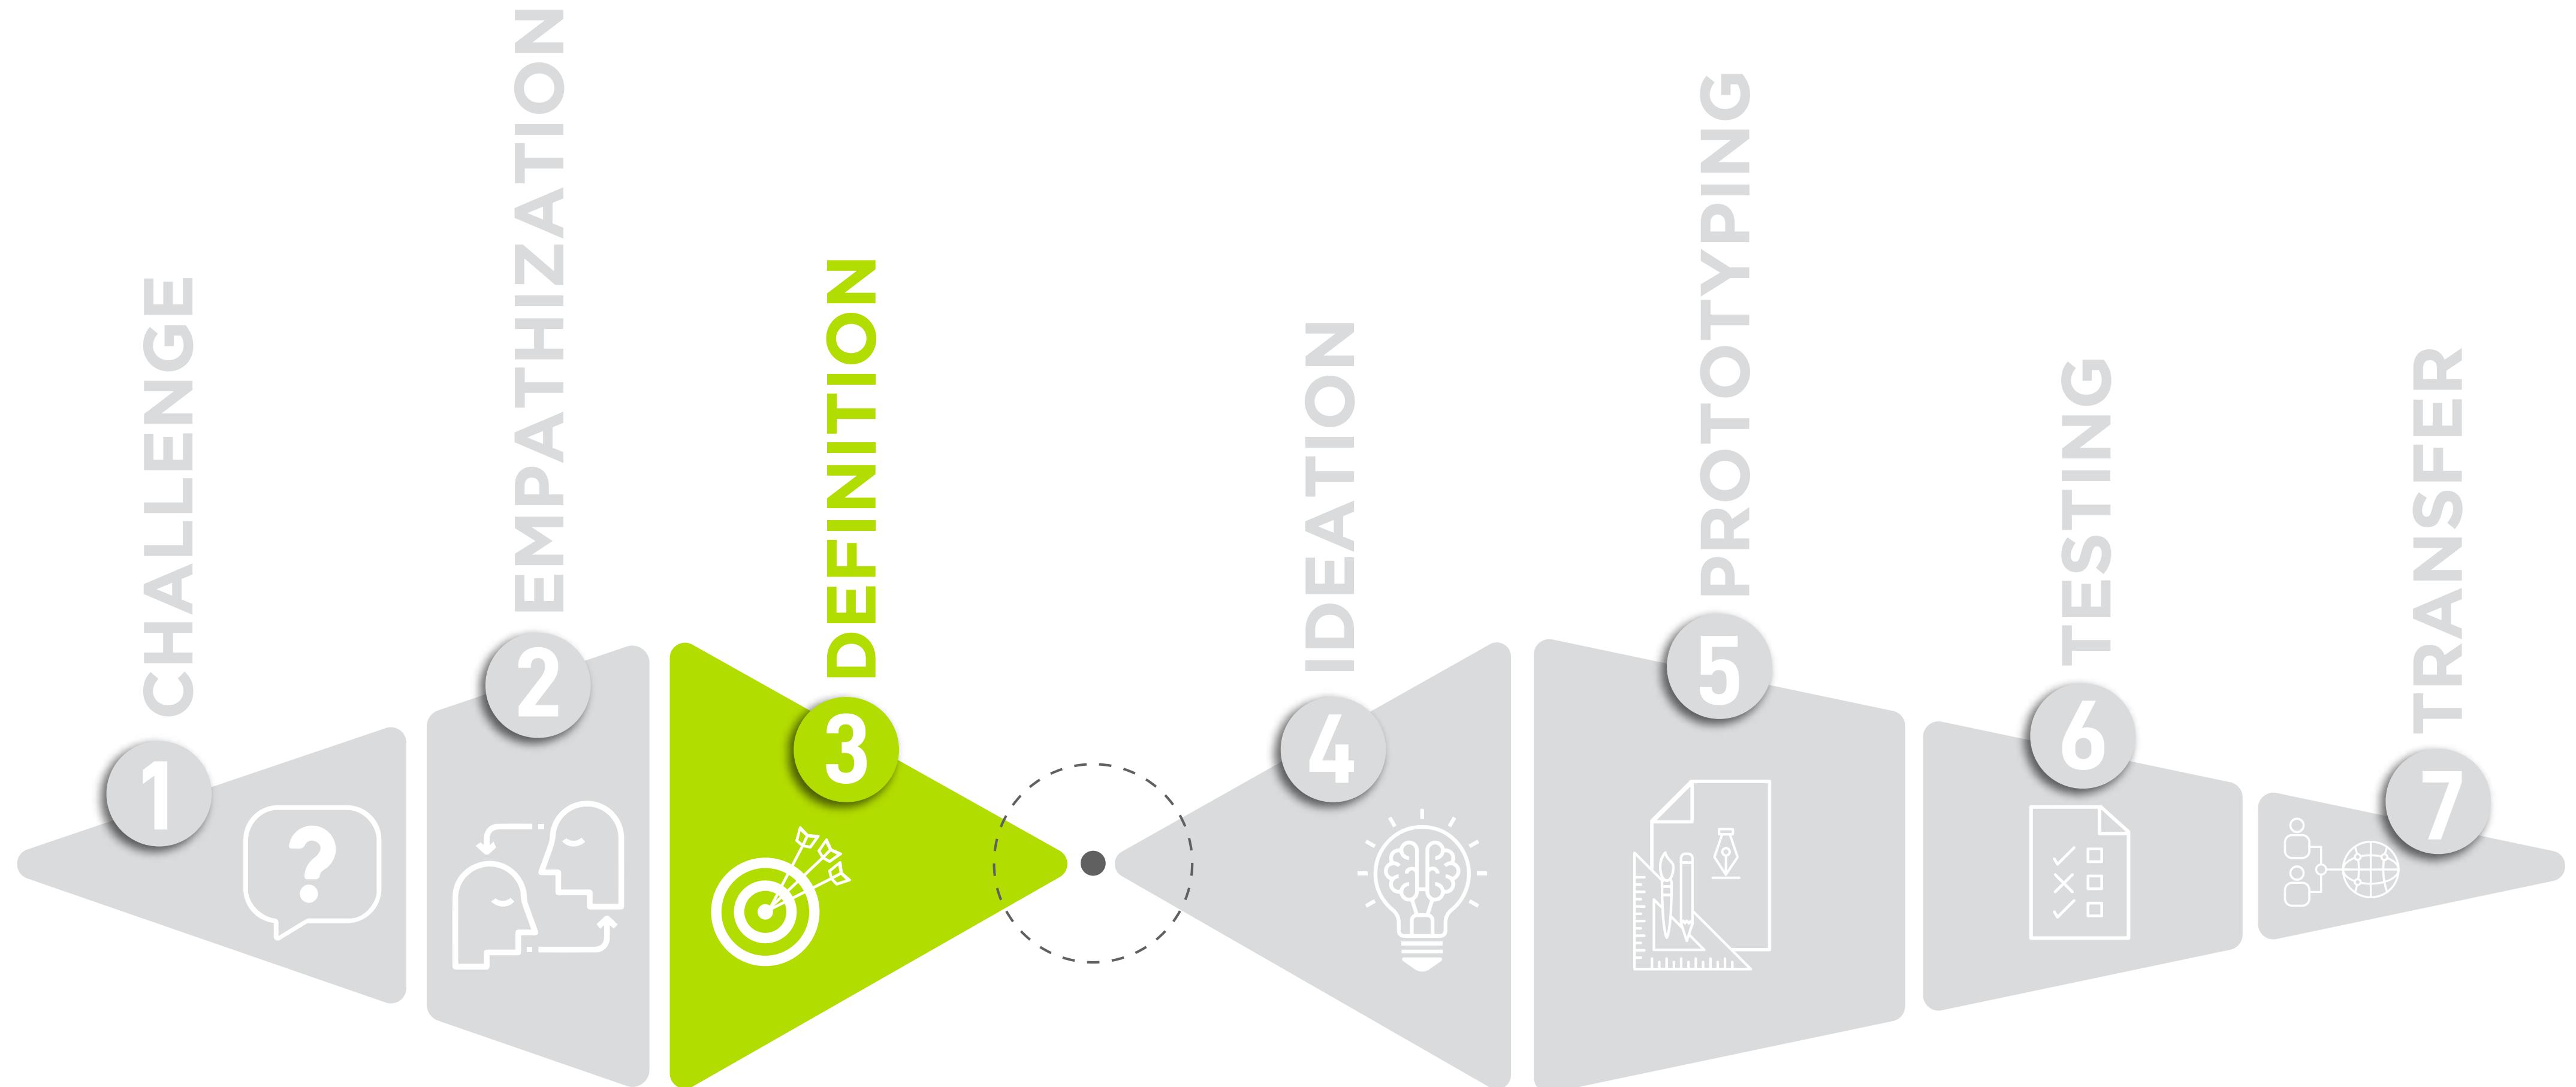 1 CHALLENGE
2 EMPATHIZATION
3 DEFINITION
4 IDEATION
5 PROTOTYPING
6 TESTING
7 TRANSFER
?